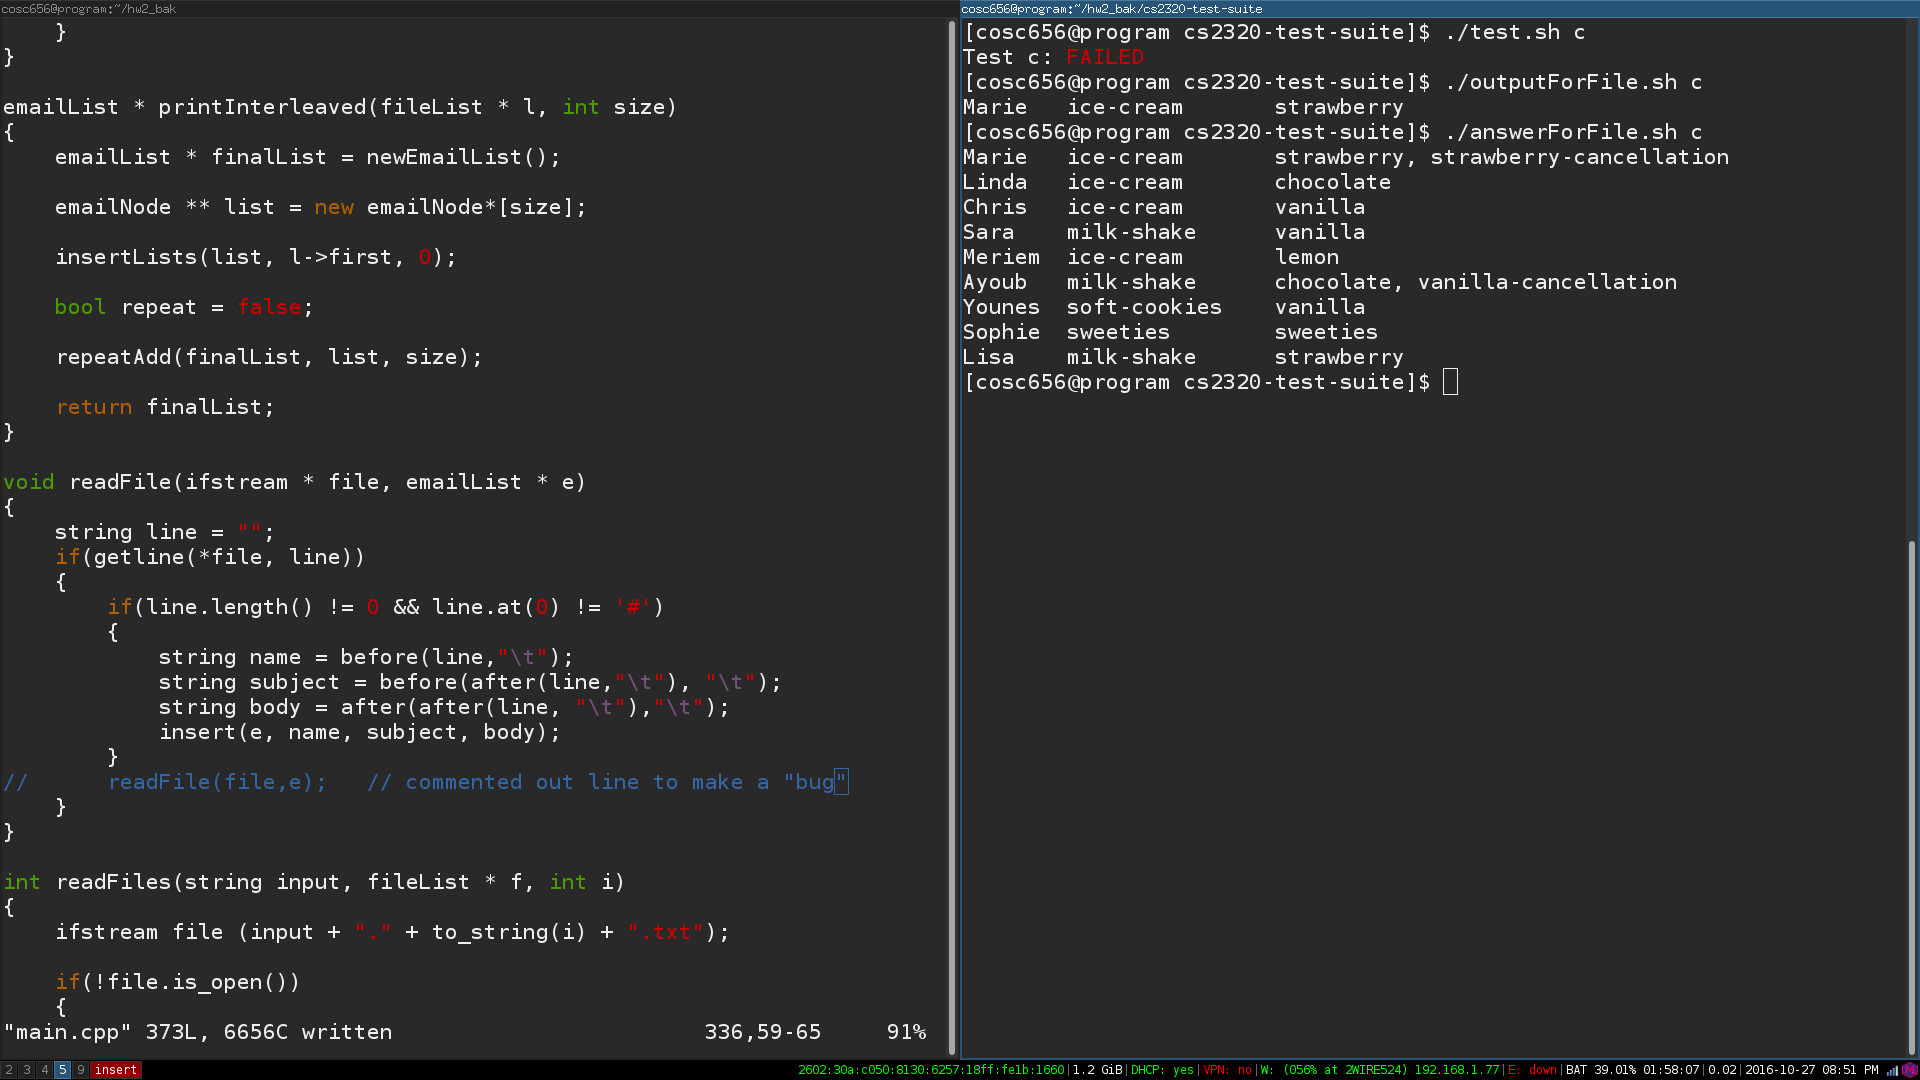 cosc656@program:~/hw2_bak
    }
}

emailList * printInterleaved(fileList * l, int size)
{
    emailList * finalList = newEmailList();

    emailNode ** list = new emailNode*[size];

    insertLists(list, l->first, 0);

    bool repeat = false;

    repeatAdd(finalList, list, size);

    return finalList;
}

void readFile(ifstream * file, emailList * e)
{
    string line = "";
    if(getline(*file, line))
    {
        if(line.length() != 0 && line.at(0) != '#')
        {
            string name = before(line,"\t");
            string subject = before(after(line,"\t"), "\t");
            string body = after(after(line, "\t"),"\t");
            insert(e, name, subject, body);
        }
//      readFile(file,e);   // commented out line to make a "bug"
    }
}

int readFiles(string input, fileList * f, int i)
{
    ifstream file (input + "." + to_string(i) + ".txt");

    if(!file.is_open())
    {
"main.cpp" 373L, 6656C written 336,59-65 91%
cosc656@program:~/hw2_bak/cs2320-test-suite
[cosc656@program cs2320-test-suite]$ ./test.sh c
Test c: FAILED
[cosc656@program cs2320-test-suite]$ ./outputForFile.sh c
Marie   ice-cream       strawberry
[cosc656@program cs2320-test-suite]$ ./answerForFile.sh c
Marie   ice-cream       strawberry, strawberry-cancellation
Linda   ice-cream       chocolate
Chris   ice-cream       vanilla
Sara    milk-shake      vanilla
Meriem  ice-cream       lemon
Ayoub   milk-shake      chocolate, vanilla-cancellation
Younes  soft-cookies    vanilla
Sophie  sweeties        sweeties
Lisa    milk-shake      strawberry
[cosc656@program cs2320-test-suite]$
2 3 4 5 9 insert 2602:30a:c050:8130:6257:18ff:fe1b:1660|1.2 GiB|DHCP: yes|VPN: no|W: (056% at 2WIRE524) 192.168.1.77|E: down|BAT 39.01% 01:58:07|0.02|2016-10-27 08:51 PM